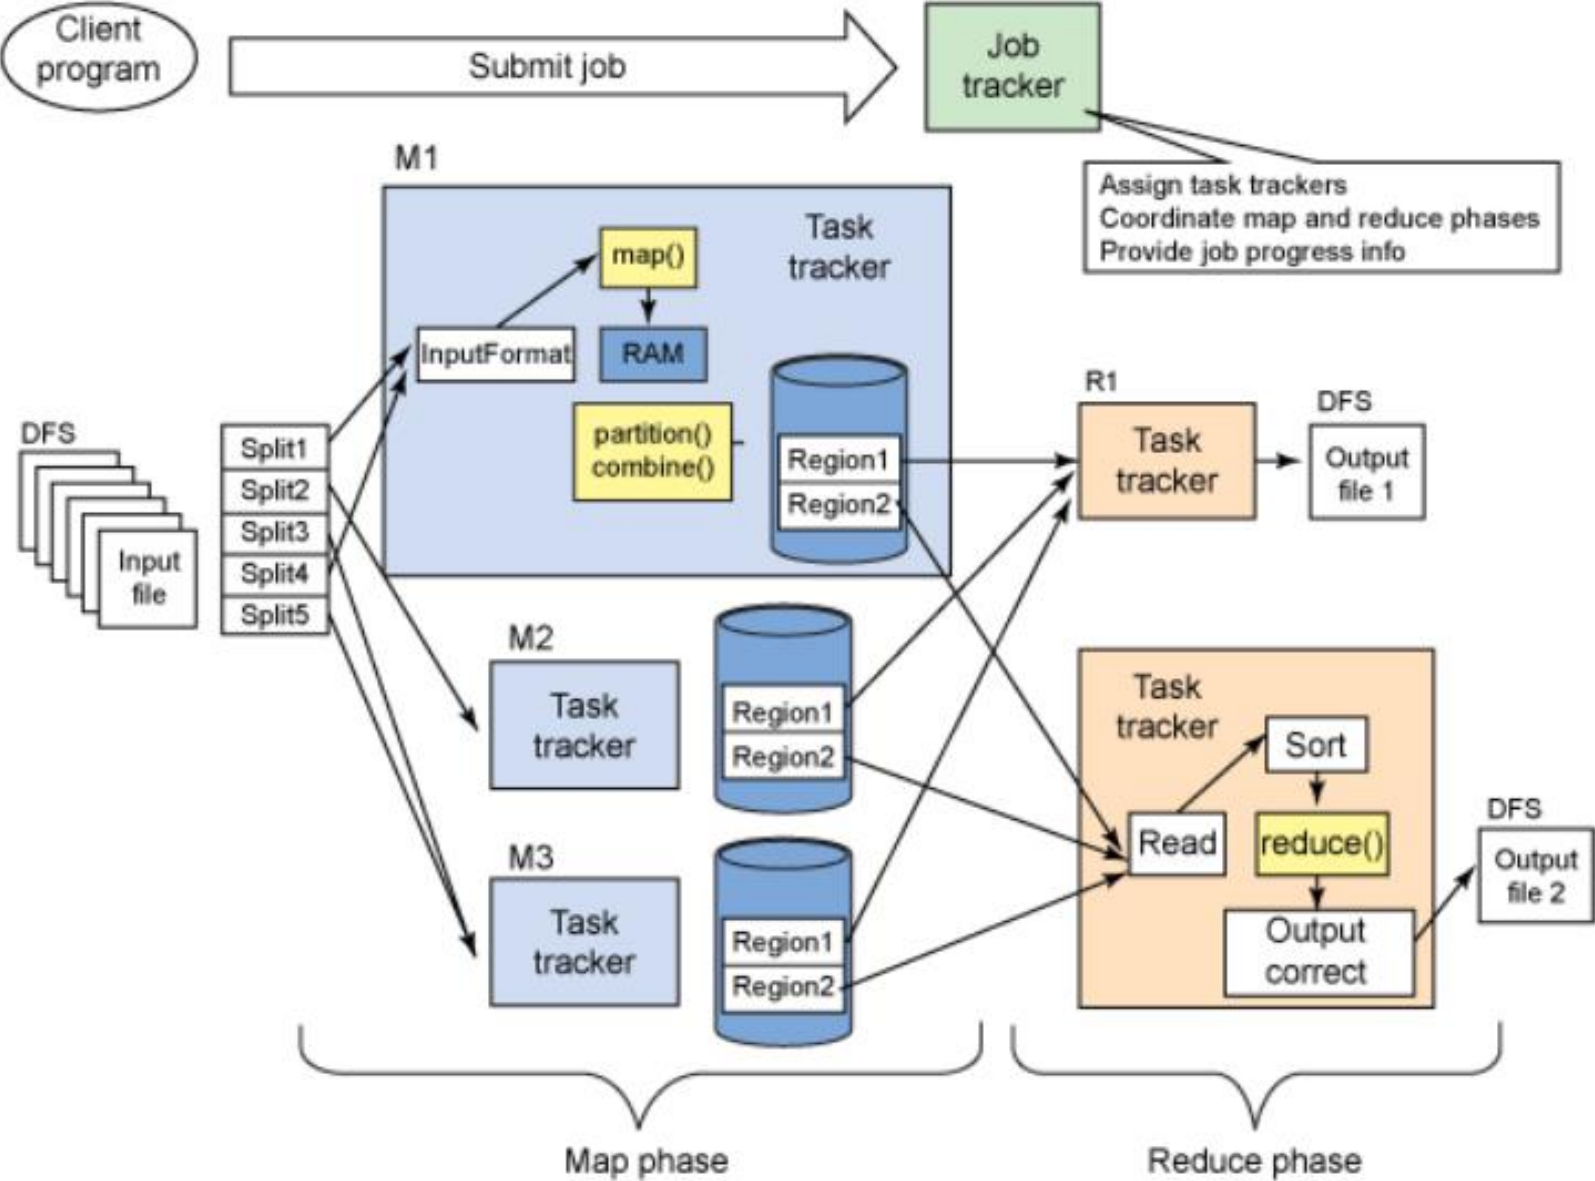 Client
program
Submit job
Job
tracker
Assign task trackers
Coordinate map and reduce phases
Provide job progress info
M1
Task
tracker
map()
InputFormat
RAM
partition()
combine()
Region1
Region2
DFS
Input
file
Split1
Split2
Split3
Split4
Split5
R1
Task
tracker
DFS
Output
file 1
M2
Task
tracker
Region1
Region2
M3
Task
tracker
Region1
Region2
Task
tracker
Sort
Read
reduce()
Output
correct
DFS
Output
file 2
Map phase
Reduce phase